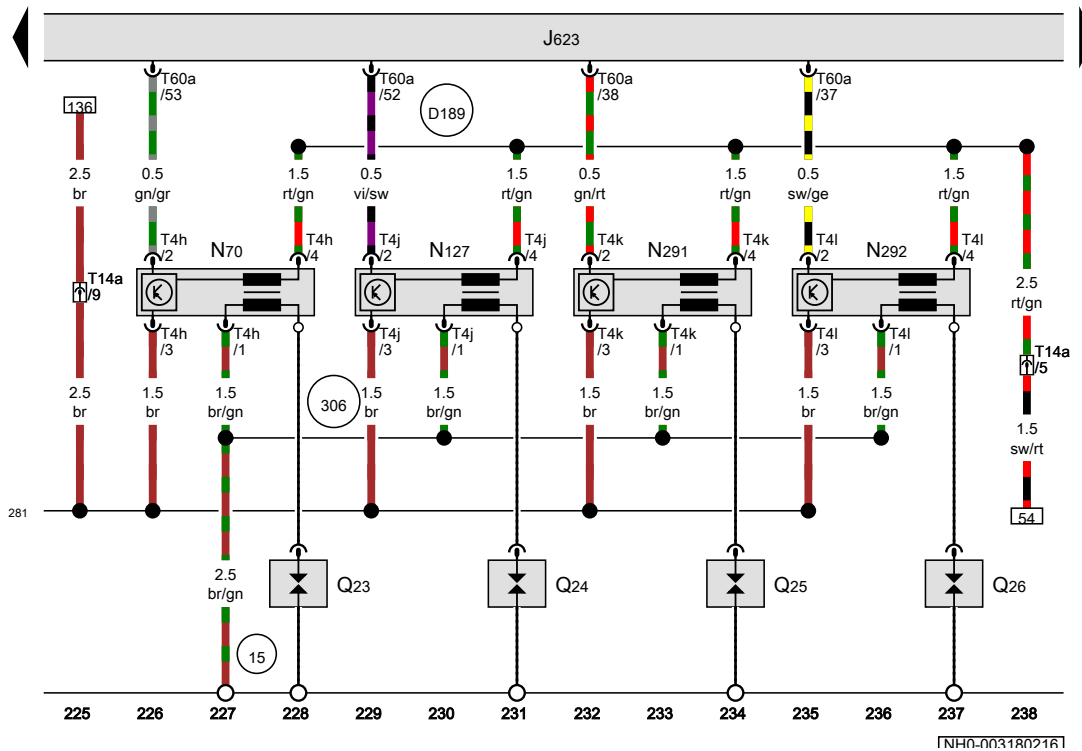 J623
T60a
/53
T60a
/52
T60a
/38
T60a
/37
136
D189
2.5
br
0.5
gn/gr
1.5
rt/gn
0.5
vi/sw
1.5
rt/gn
0.5
gn/rt
1.5
rt/gn
0.5
sw/ge
1.5
rt/gn
T4h
/2
N70
T4h
/4
T4j
/2
N127
T4j
/4
T4k
/2
N291
T4k
/4
T4l
/2
N292
T4l
/4
T14a
/9
2.5
rt/gn
T4h
/3
T4h
/1
T4j
/3
T4j
/1
T4k
/3
T4k
/1
T4l
/3
T4l
/1
T14a
/5
2.5
br
1.5
br
1.5
br/gn
306
1.5
br
1.5
br/gn
1.5
br
1.5
br/gn
1.5
br
1.5
br/gn
1.5
sw/rt
281
54
2.5
br/gn
Q23
Q24
Q25
Q26
15
225 226 227 228 229 230 231 232 233 234 235 236 237 238
NH0-003180216